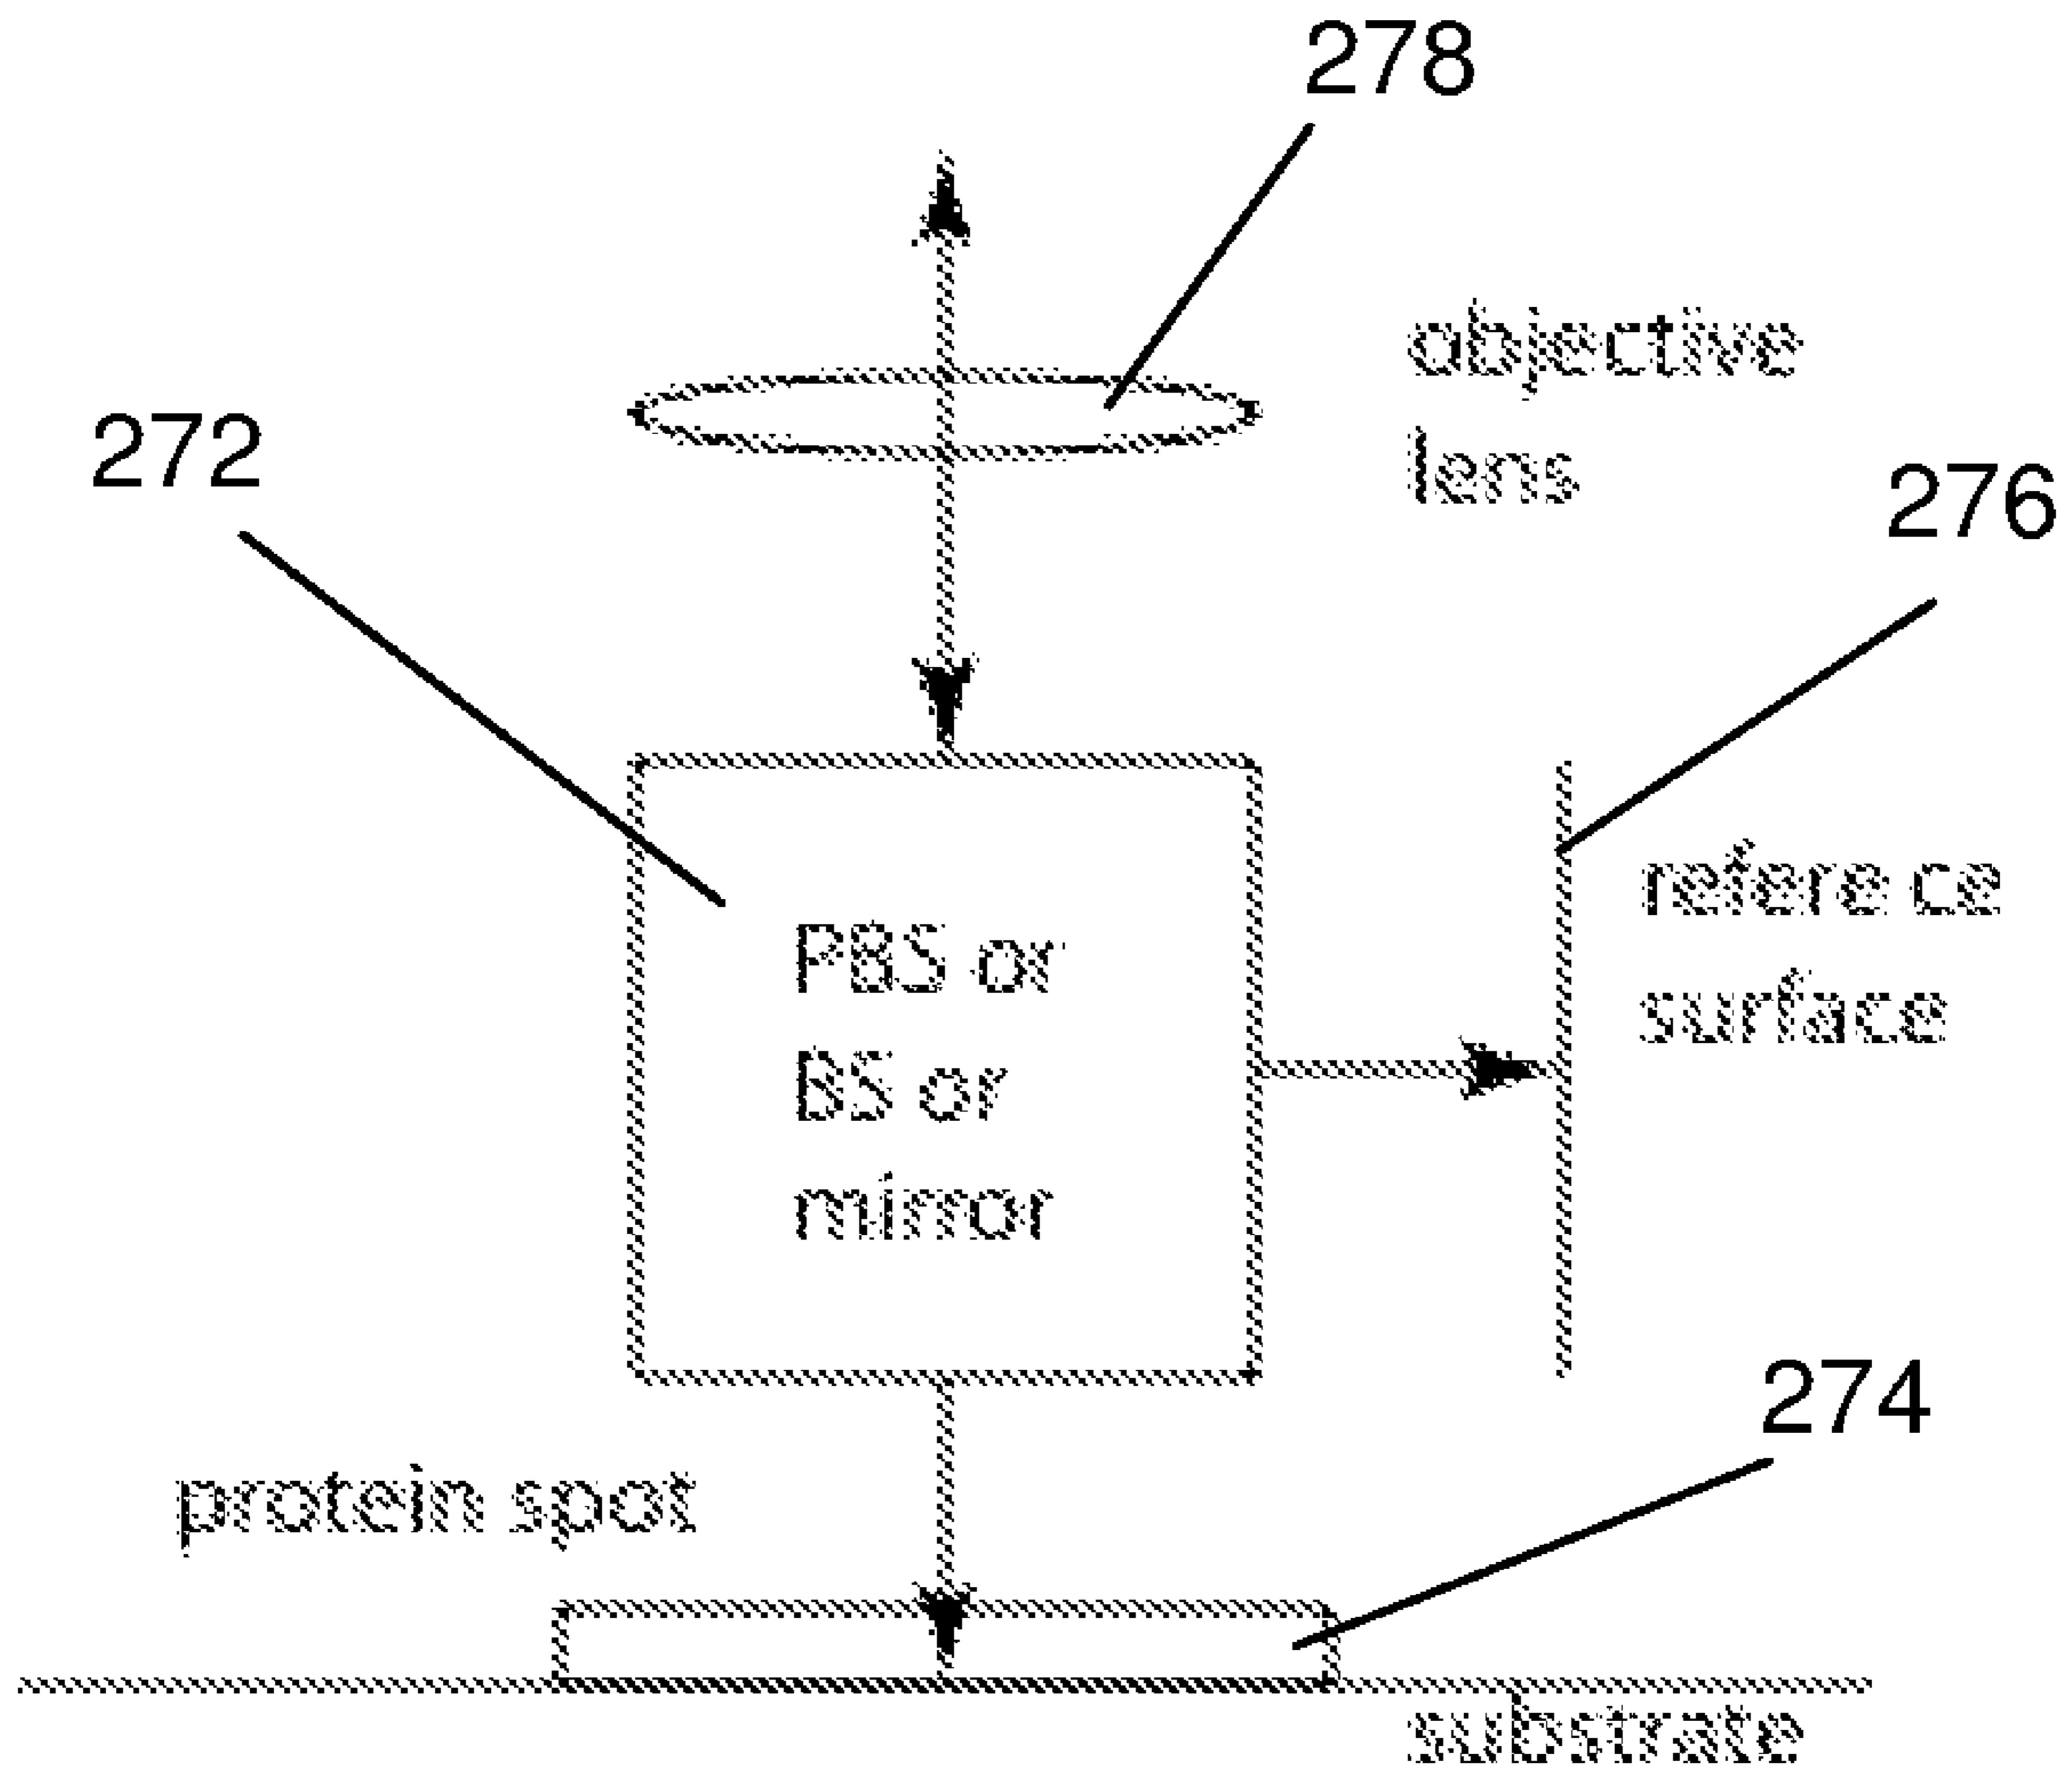 278
objective
lens
272
276
refere ce
surface
PBS or
BS or
mirror
274
protein spot
substrate